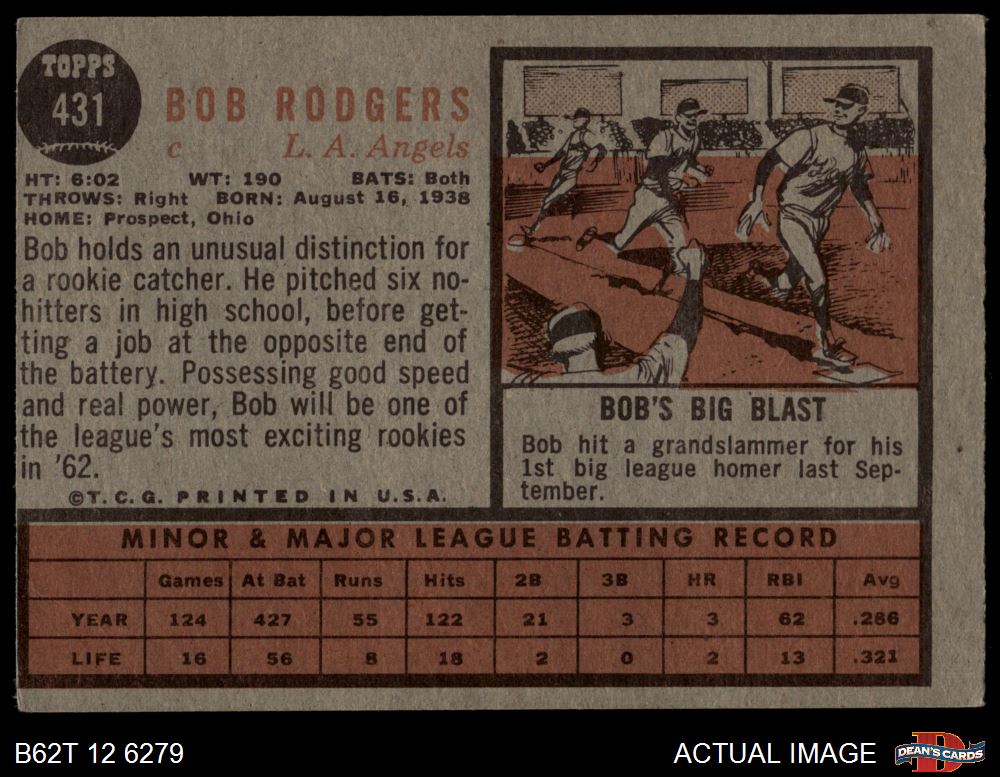 TOPPS
431
BOB RODGERS
c L. A. Angels
HT: 6:02 WT: 190 BATS: Both
THROWS: Right BORN: August 16, 1938
HOME: Prospect, Ohio
Bob holds an unusual distinction for
a rookie catcher. He pitched six no-
hitters in high school, before get-
ting a job at the opposite end of
the battery. Possessing good speed
and real power, Bob will be one of
the league's most exciting rookies
in '62.
©T. C. G. PRINTED IN U.S.A.
BOB'S BIG BLAST
Bob hit a grandslammer for his
1st big league homer last Sep-
tember.
MINOR & MAJOR LEAGUE BATTING RECORD
Games At Bat Runs Hits 2B 3B HR RBI Avg
YEAR 124 427 55 122 21 3 3 62 .286
LIFE 16 56 8 18 2 0 2 13 .321
B62T 12 6279
ACTUAL IMAGE
DEAN'S CARDS